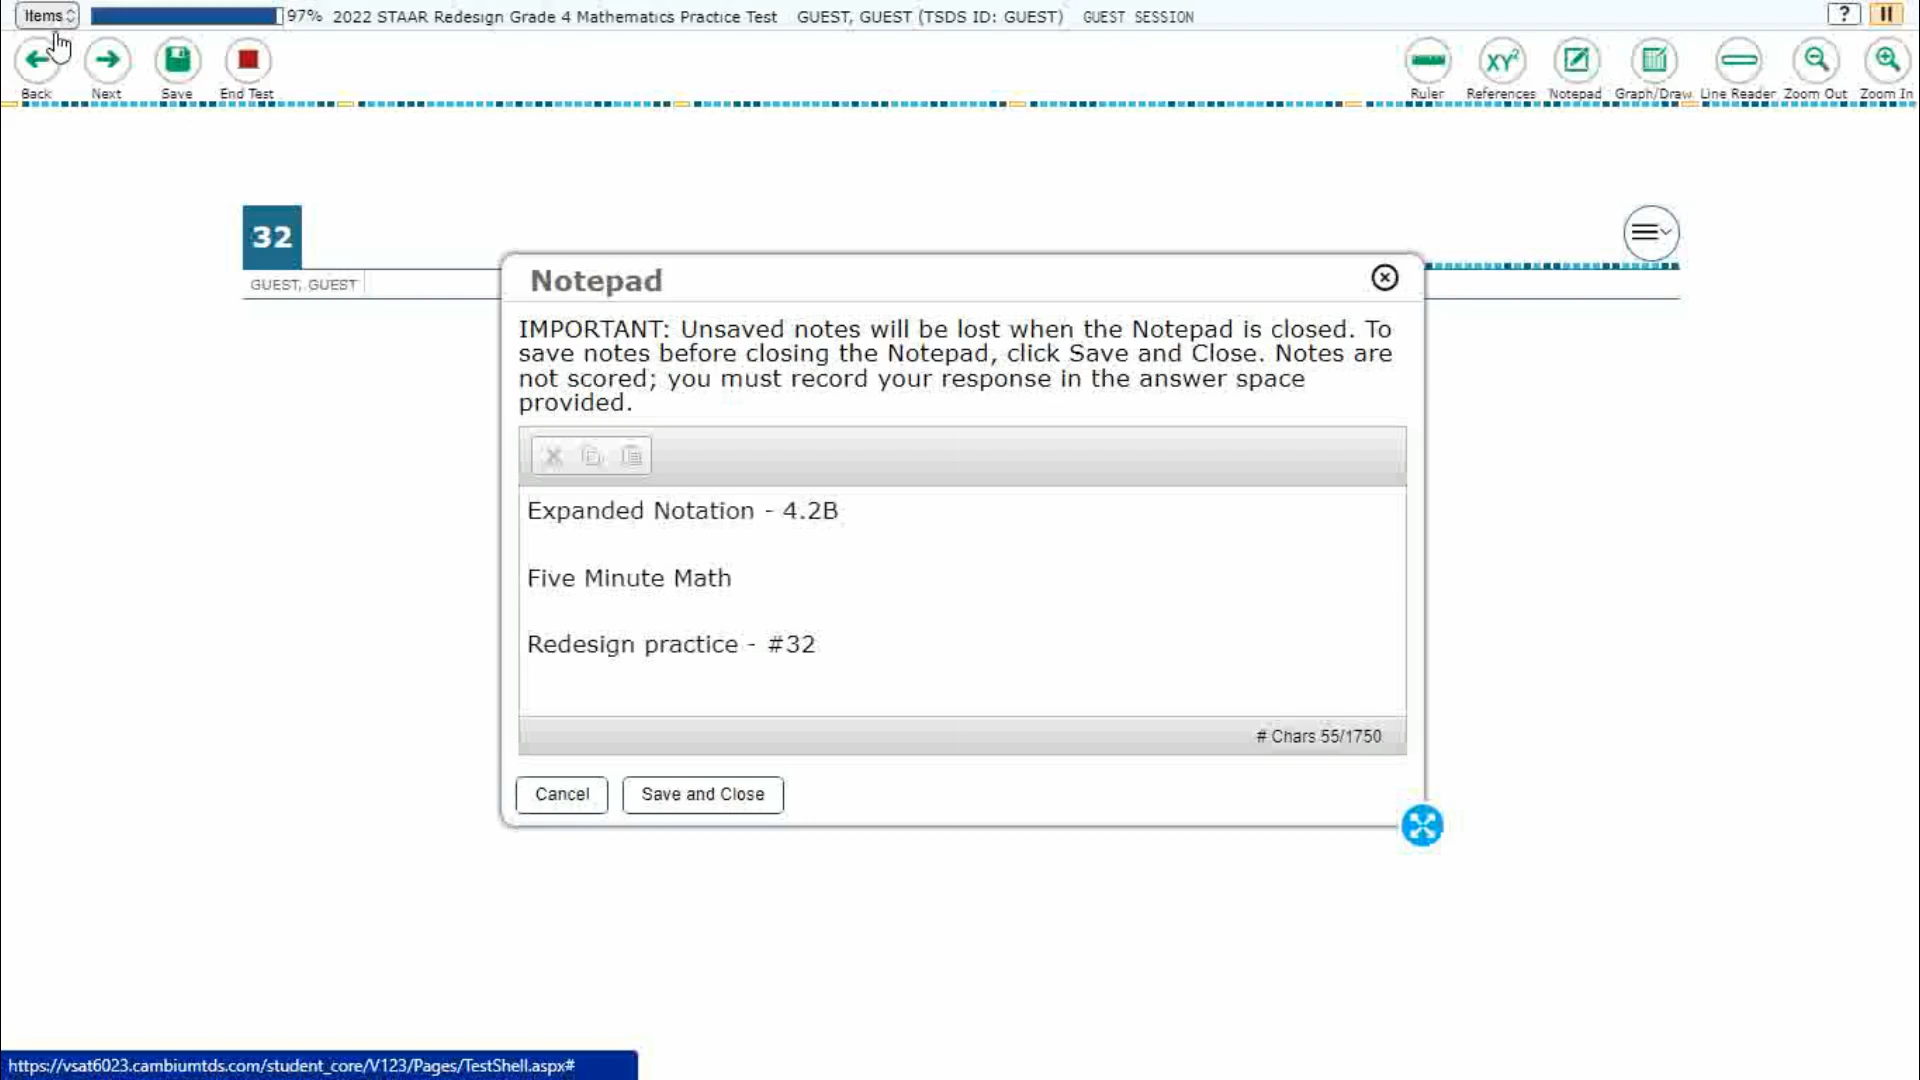 Items 97% 2022 STAAR Redesign Grade 4 Mathematics Practice Test GUEST, GUEST (TSDS ID: GUEST) GUEST SESSION ?
Back Next Save End Test XY² Ruler References Notepad Graph/Draw Line Reader Zoom Out Zoom In
32
GUEST, GUEST
Notepad
IMPORTANT: Unsaved notes will be lost when the Notepad is closed. To
save notes before closing the Notepad, click Save and Close. Notes are
not scored; you must record your response in the answer space
provided.
Expanded Notation - 4.2B
Five Minute Math
Redesign practice - #32
# Chars 55/1750
Cancel Save and Close
https://vsat6023.cambiumtds.com/student_core/V123/Pages/TestShell.aspx#